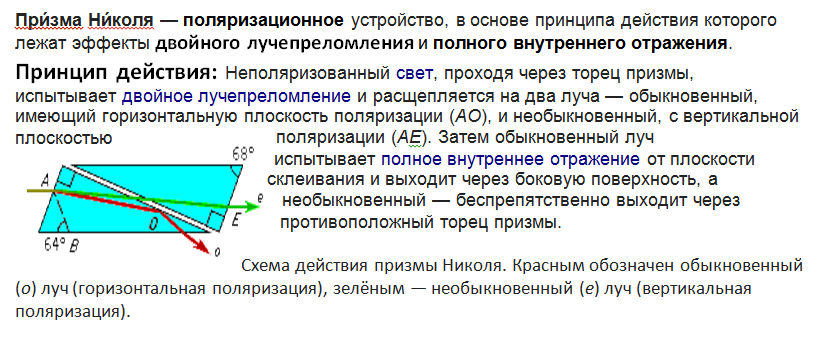 При́зма Ни́коля — поляризационное устройство, в основе принципа действия которого
лежат эффекты двойного лучепреломления и полного внутреннего отражения.
Принцип действия: Неполяризованный свет, проходя через торец призмы,
испытывает двойное лучепреломление и расщепляется на два луча — обыкновенный,
имеющий горизонтальную плоскость поляризации (AO), и необыкновенный, с вертикальной
плоскостью поляризации (AE). Затем обыкновенный луч
испытывает полное внутреннее отражение от плоскости
склеивания и выходит через боковую поверхность, а
необыкновенный — беспрепятственно выходит через
противоположный торец призмы.
68°
A
e
E
O
64° B
o
Схема действия призмы Николя. Красным обозначен обыкновенный
(o) луч (горизонтальная поляризация), зелёным — необыкновенный (e) луч (вертикальная
поляризация).